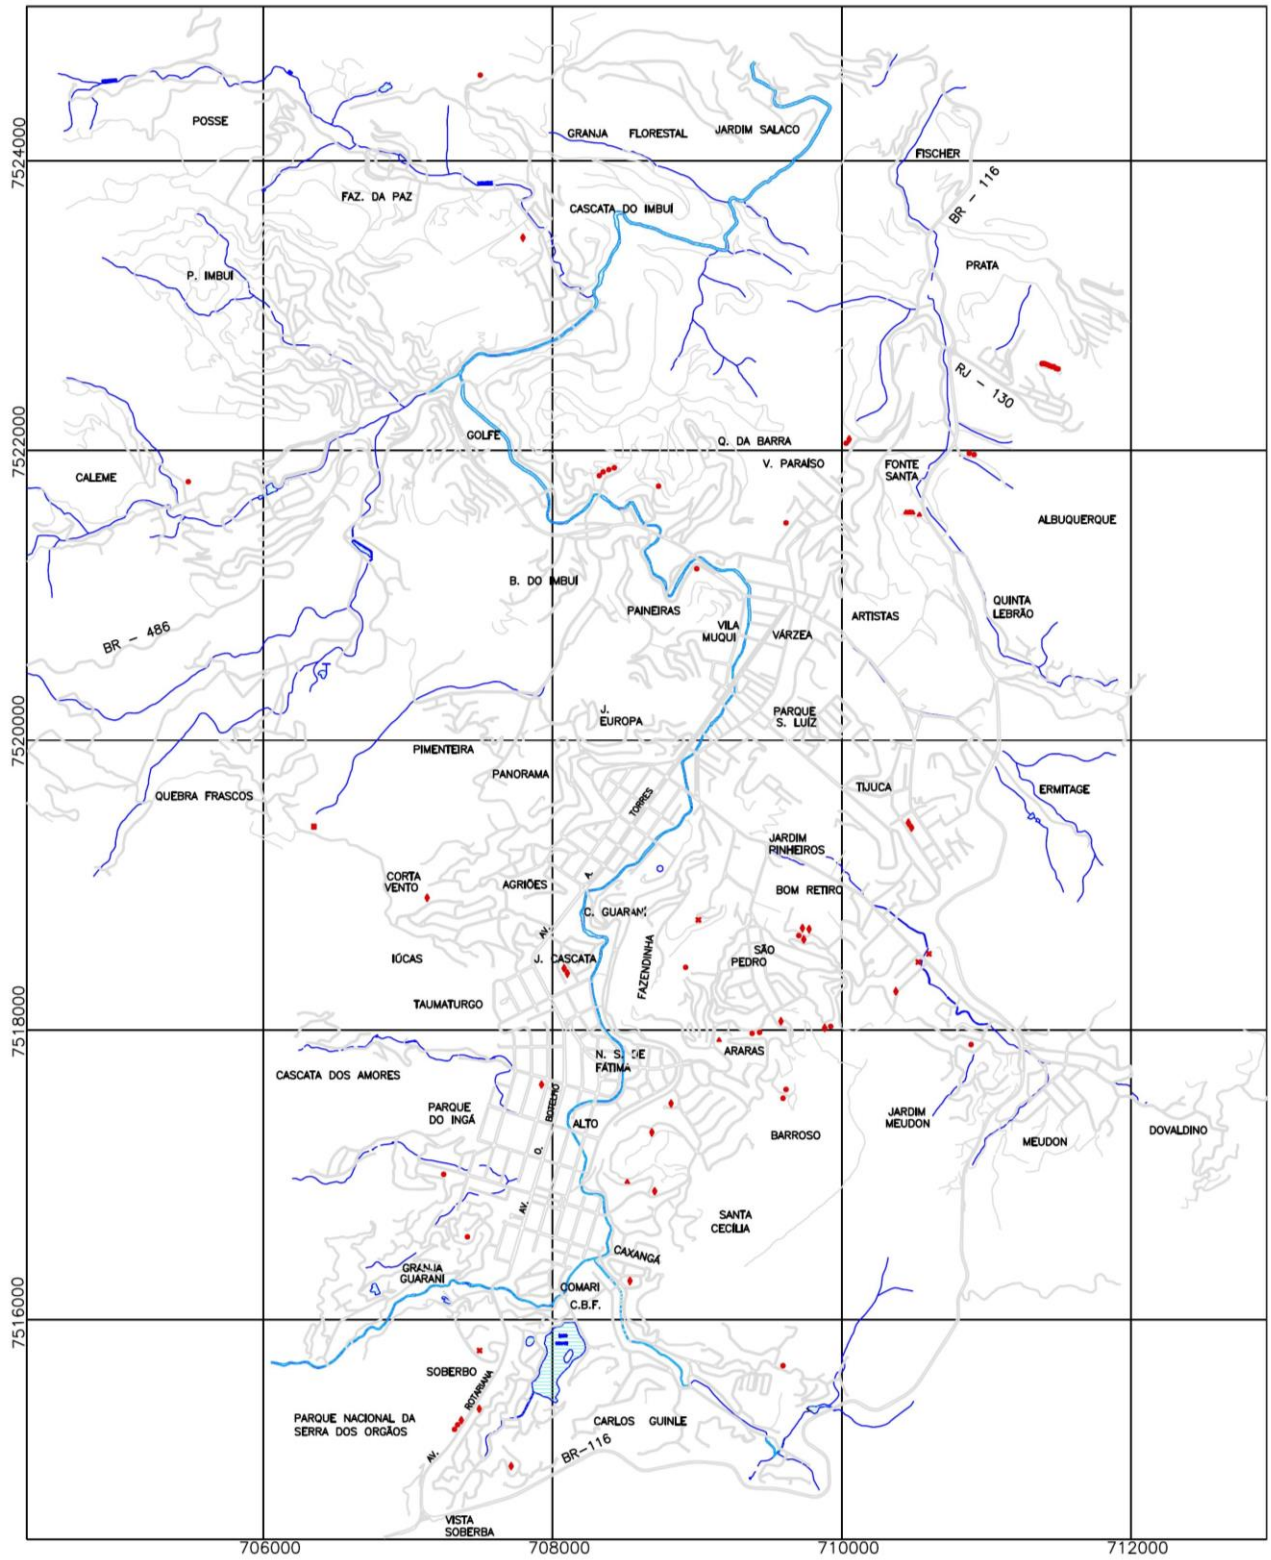 POSSE
GRANJA FLORESTAL
JARDIM SALACO
7524000
FISCHER
BR - 116
FAZ. DA PAZ
CASCATA DO IMBUÍ
P. IMBUÍ
PRATA
RJ - 130
GOLFE
Q. DA BARRA
7522000
V. PARAÍSO
CALEME
FONTE
SANTA
ALBUQUERQUE
B. DO IMBUÍ
PAINEIRAS
QUINTA
LEBRÃO
ARTISTAS
VILA
MUQUI
VÁRZEA
BR - 486
J.
EUROPA
PARQUE
S. LUÍZ
7520000
PIMENTEIRA
PANORAMA
QUEBRA FRASCOS
TIJUCA
ERMITAGE
TORRES
A.
AV.
JARDIM
PINHEIROS
CORTA
VENTO
AGRIÕES
BOM RETIRO
C. GUARANÍ
IÚCAS
J. CASCATA
FAZENDINHA
SÃO
PEDRO
TAUMATURGO
7518000
N. S. DE
FÁTIMA
ARARAS
CASCATA DOS AMORES
PARQUE
DO INGÁ
BOTELHO
O.
AV.
ALTO
BARROSO
JARDIM
MEUDON
MEUDON
DOVALDINO
SANTA
CECÍLIA
CAXANGÁ
GRANJA
GUARANÍ
COMARI
C.B.F.
7516000
SOBERBO
ROTARIANA
AV.
PARQUE NACIONAL DA
SERRA DOS ORGÃOS
CARLOS GUINLE
BR-116
VISTA
SOBERBA
706000
708000
710000
712000